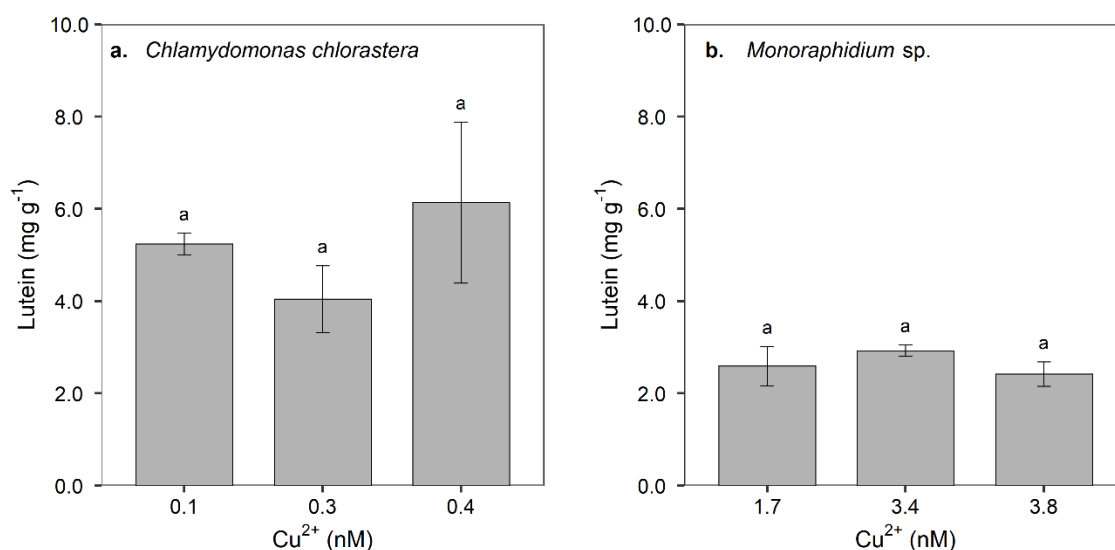 a. Chlamydomonas chlorastera
Lutein (mg g⁻¹)
10.0
8.0
6.0
4.0
2.0
0.0
a
a
a
0.1 0.3 0.4
Cu²⁺ (nM)
b. Monoraphidium sp.
Lutein (mg g⁻¹)
10.0
8.0
6.0
4.0
2.0
0.0
a
a
a
1.7 3.4 3.8
Cu²⁺ (nM)